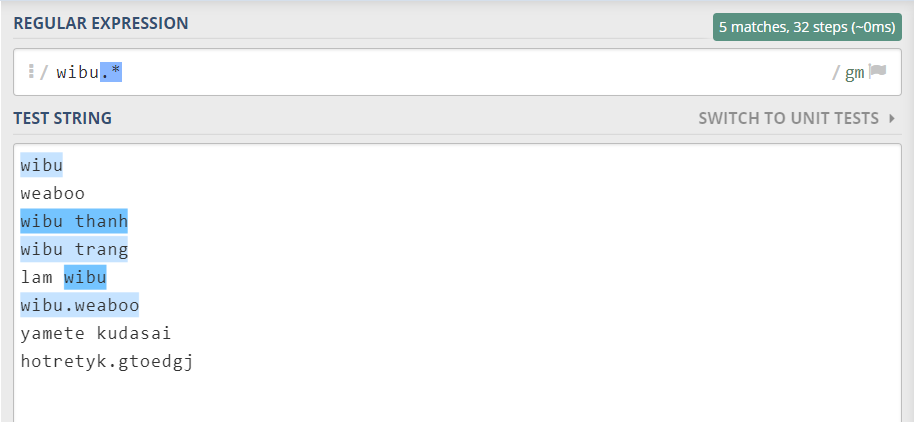 REGULAR EXPRESSION
5 matches, 32 steps (~0ms)
/ wibu.* / gm
TEST STRING
SWITCH TO UNIT TESTS
wibu
weaboo
wibu thanh
wibu trang
lam wibu
wibu.weaboo
yamete kudasai
hotretyk.gtoedgj